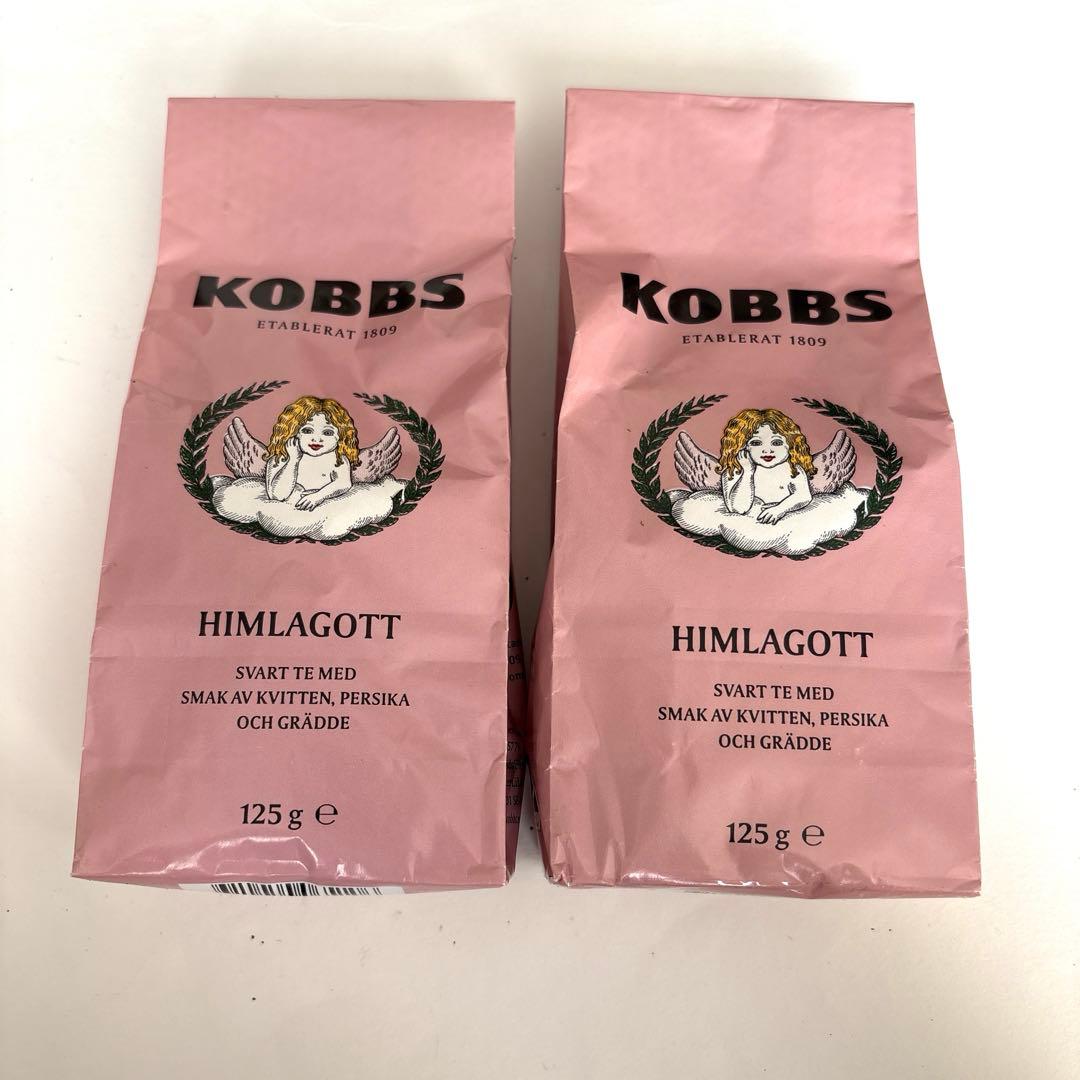 KOBBS
ETABLERAT 1809
HIMLAGOTT
SVART TE MED
SMAK AV KVITTEN, PERSIKA
OCH GRÄDDE
125 g ℮
KOBBS
ETABLERAT 1809
HIMLAGOTT
SVART TE MED
SMAK AV KVITTEN, PERSIKA
OCH GRÄDDE
125 g ℮